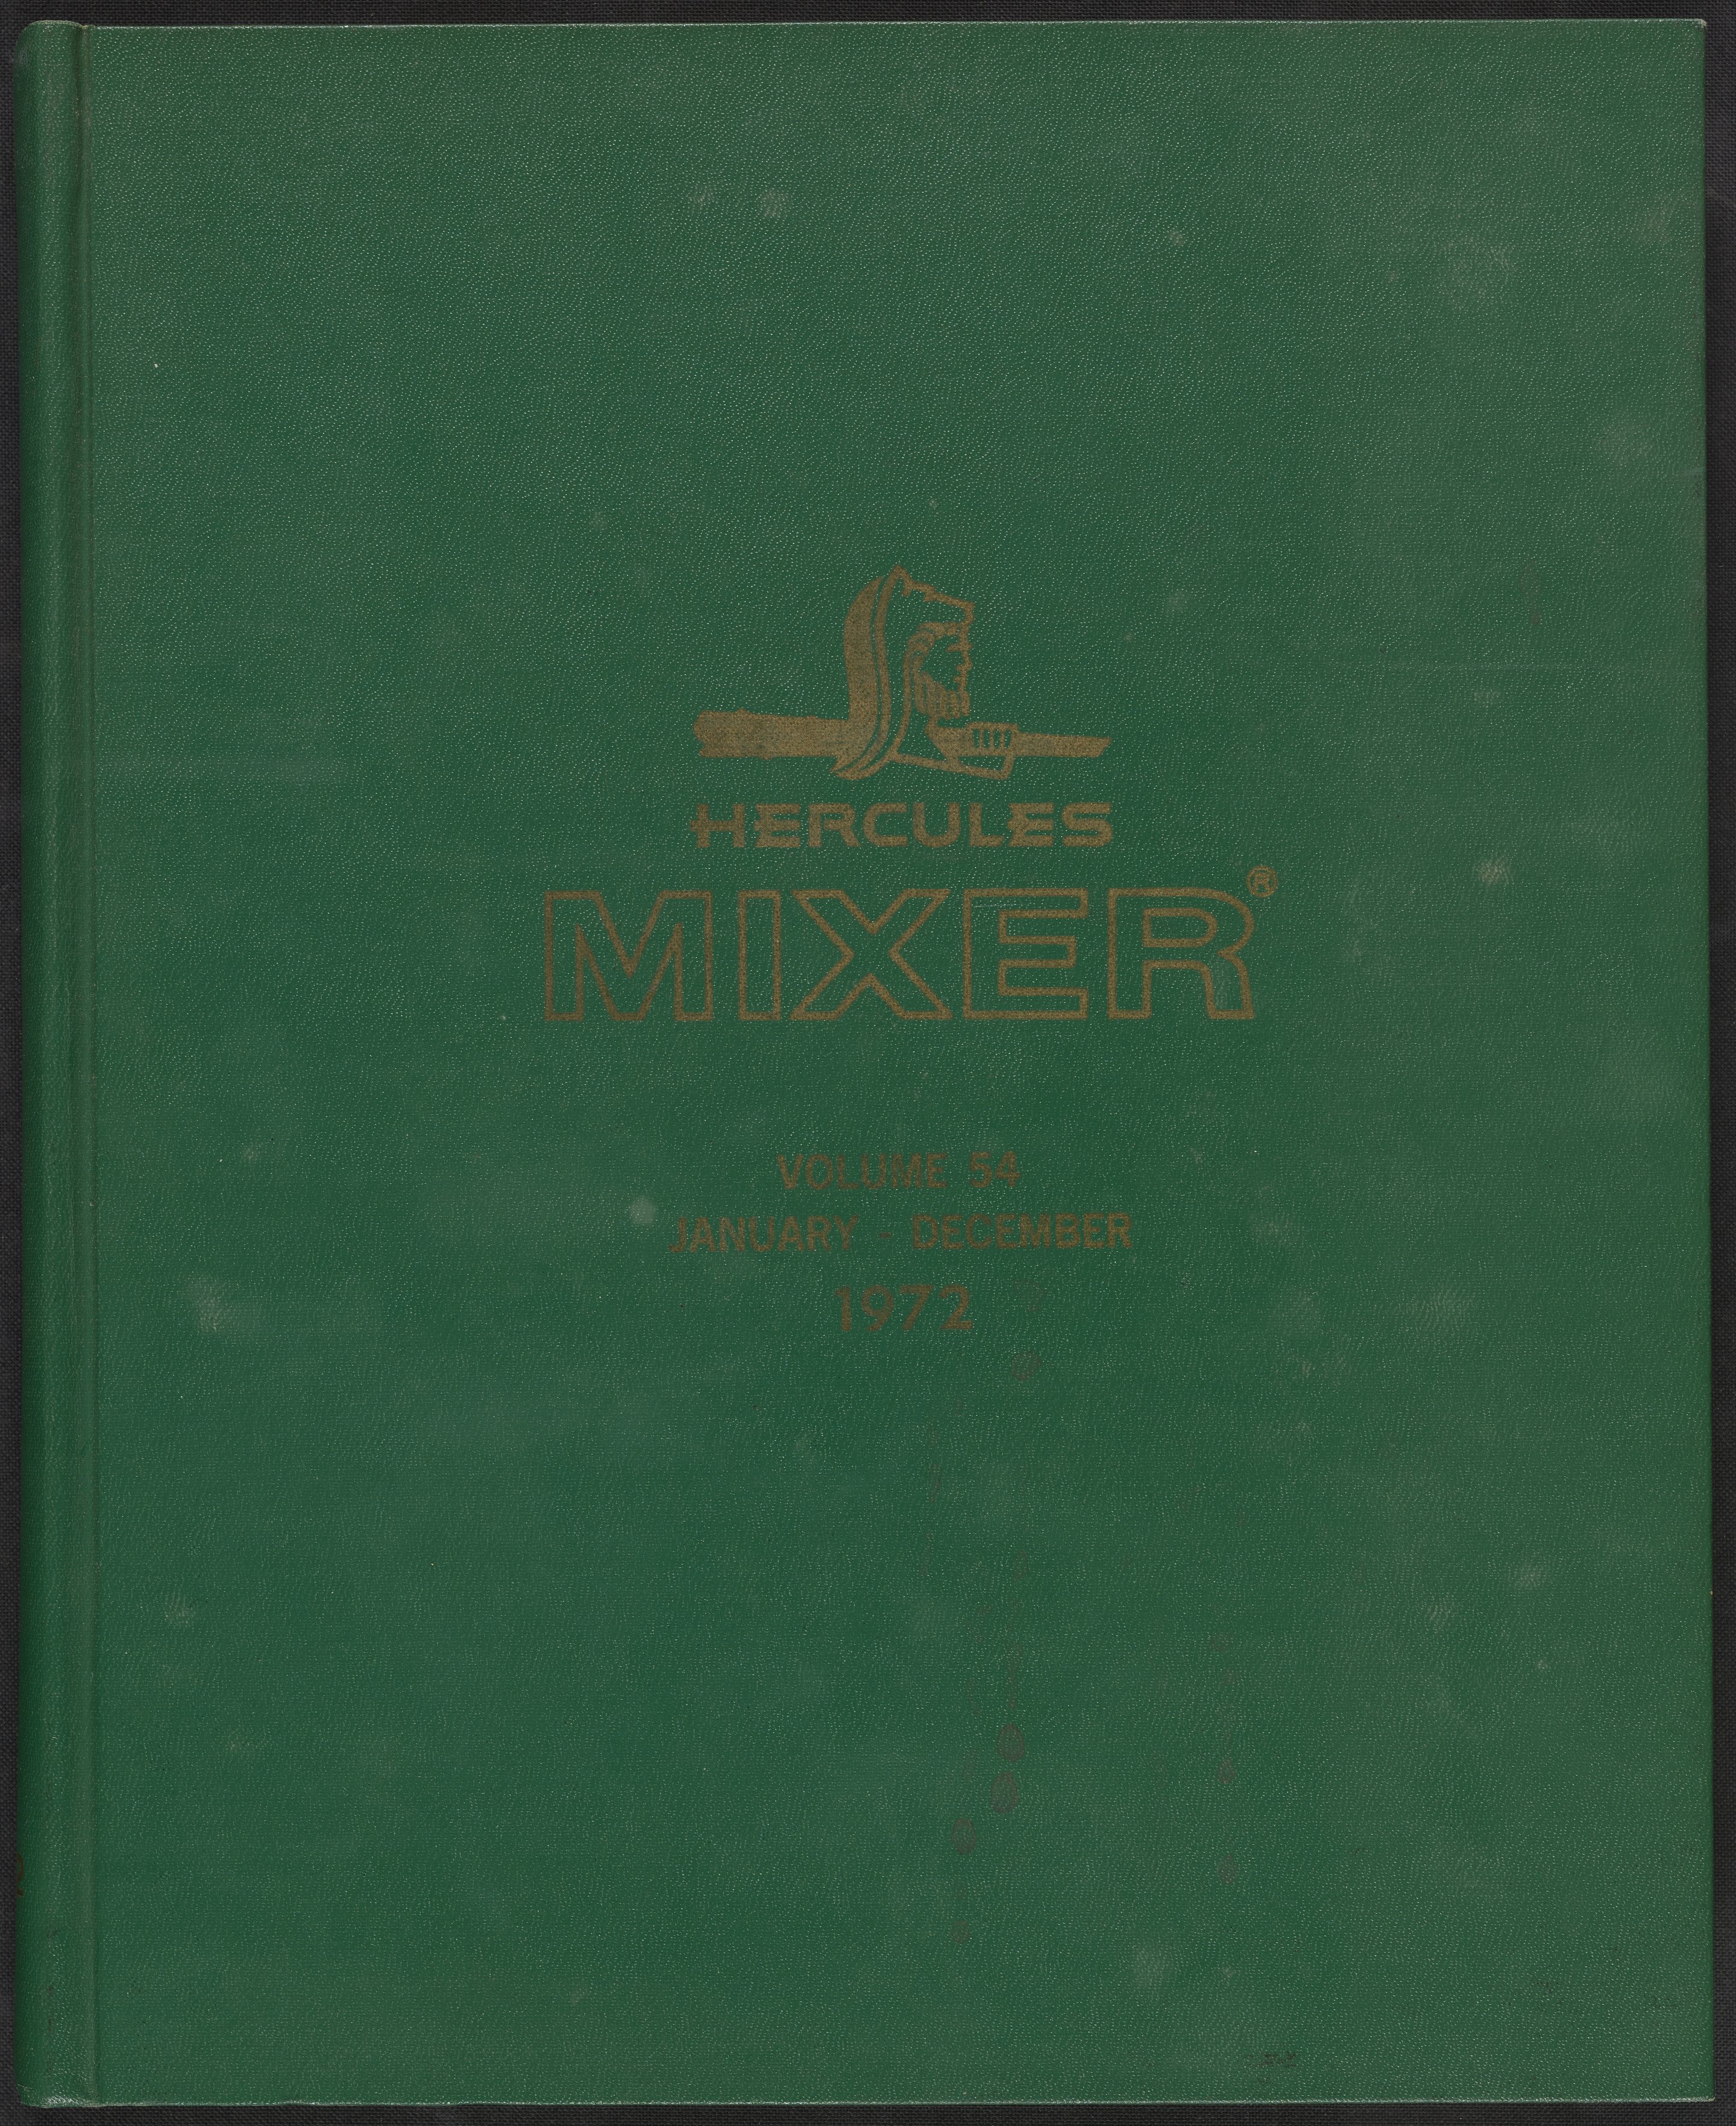 HERCULES
MIXER®
VOLUME 54
JANUARY - DECEMBER
1972